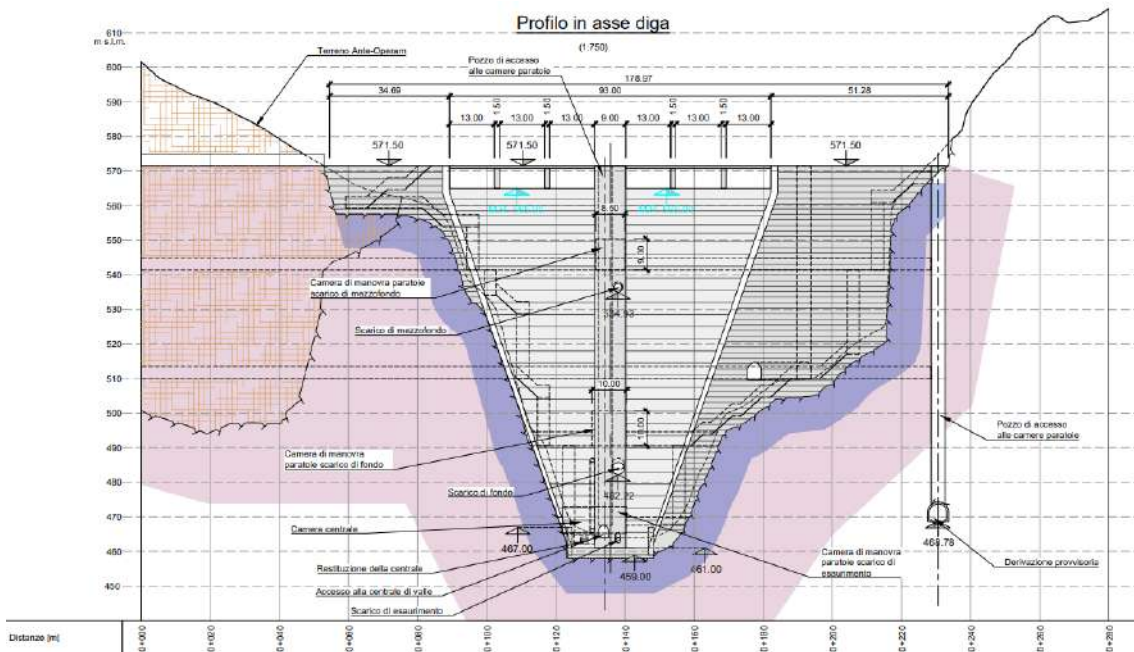 Profilo in asse diga
(1:750)
610
m s.l.m.
600
590
580
570
560
550
540
530
520
510
500
490
480
470
460
450
Terreno Ante-Operam
Pozzo di accesso
alle camere paratoie
178.97
34.69
93.00
51.28
13.00
1.50
13.00
1.50
13.00
9.00
13.00
1.50
13.00
1.50
13.00
571.50
571.50
571.50
8.50
9.00
Camera di manovra paratoie
scarico di mezzofondo
Scarico di mezzofondo
10.00
10.00
Camera di manovra
paratoie scarico di fondo
Scarico di fondo
482.22
Camera centrale
467.00
Restituzione della centrale
Accesso alla centrale di valle
Scarico di esaurimento
459.00
461.00
Camera di manovra
paratoie scarico di
esaurimento
Pozzo di accesso
alle camere paratoie
Derivazione provvisoria
Distanze [m]
0+000
0+020
0+040
0+060
0+080
0+100
0+120
0+140
0+160
0+180
0+200
0+220
0+240
0+260
0+280